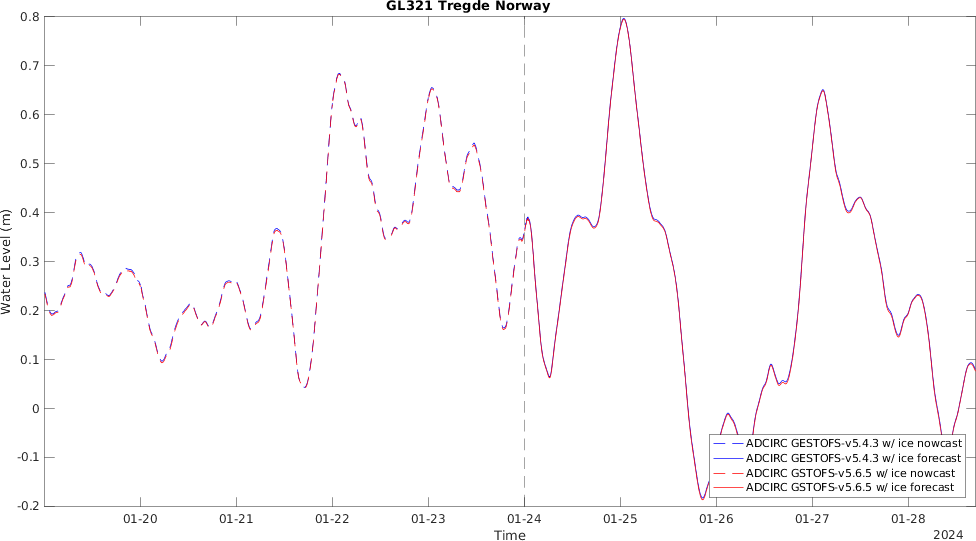 GL321 Tregde Norway
0.8
0.7
0.6
0.5
0.4
0.3
0.2
0.1
0
-0.1
-0.2
Water Level (m)
ADCIRC GESTOFS-v5.4.3 w/ ice nowcast
ADCIRC GESTOFS-v5.4.3 w/ ice forecast
ADCIRC GSTOFS-v5.6.5 w/ ice nowcast
ADCIRC GSTOFS-v5.6.5 w/ ice forecast
01-20 01-21 01-22 01-23 01-24 01-25 01-26 01-27 01-28
Time
2024